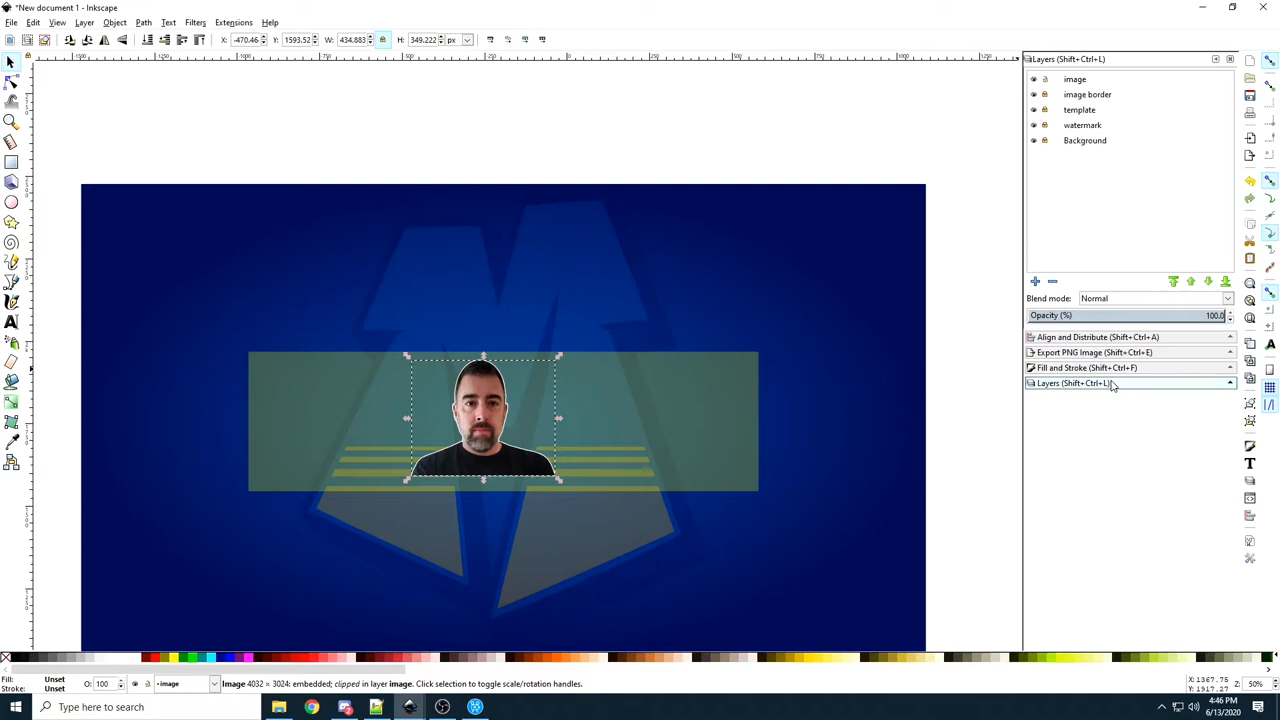 *New document 1 - Inkscape
File Edit View Layer Object Path Text Filters Extensions Help
X: -470.46 Y: 1593.52 W: 434.883 H: 349.222 px
Layers (Shift+Ctrl+L)
image
image border
template
watermark
Background
Blend mode: Normal
Opacity (%) 100.0
Align and Distribute (Shift+Ctrl+A)
Export PNG Image (Shift+Ctrl+E)
Fill and Stroke (Shift+Ctrl+F)
Layers (Shift+Ctrl+L)
Fill: Unset
Stroke: Unset
O: 100
•image
Image 4032 × 3024: embedded; clipped in layer image. Click selection to toggle scale/rotation handles.
X: 1367.75
Y: 1917.27
Z: 50%
Type here to search
4:46 PM
6/13/2020